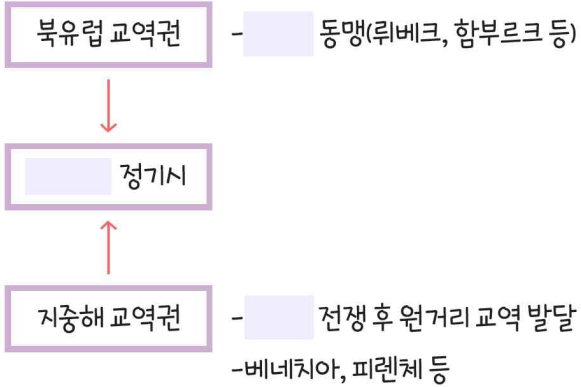 북유럽 교역권
- 동맹(뤼베크, 함부르크 등)
정기시
지중해 교역권
- 전쟁 후 원거리 교역 발달
-베네치아, 피렌체 등